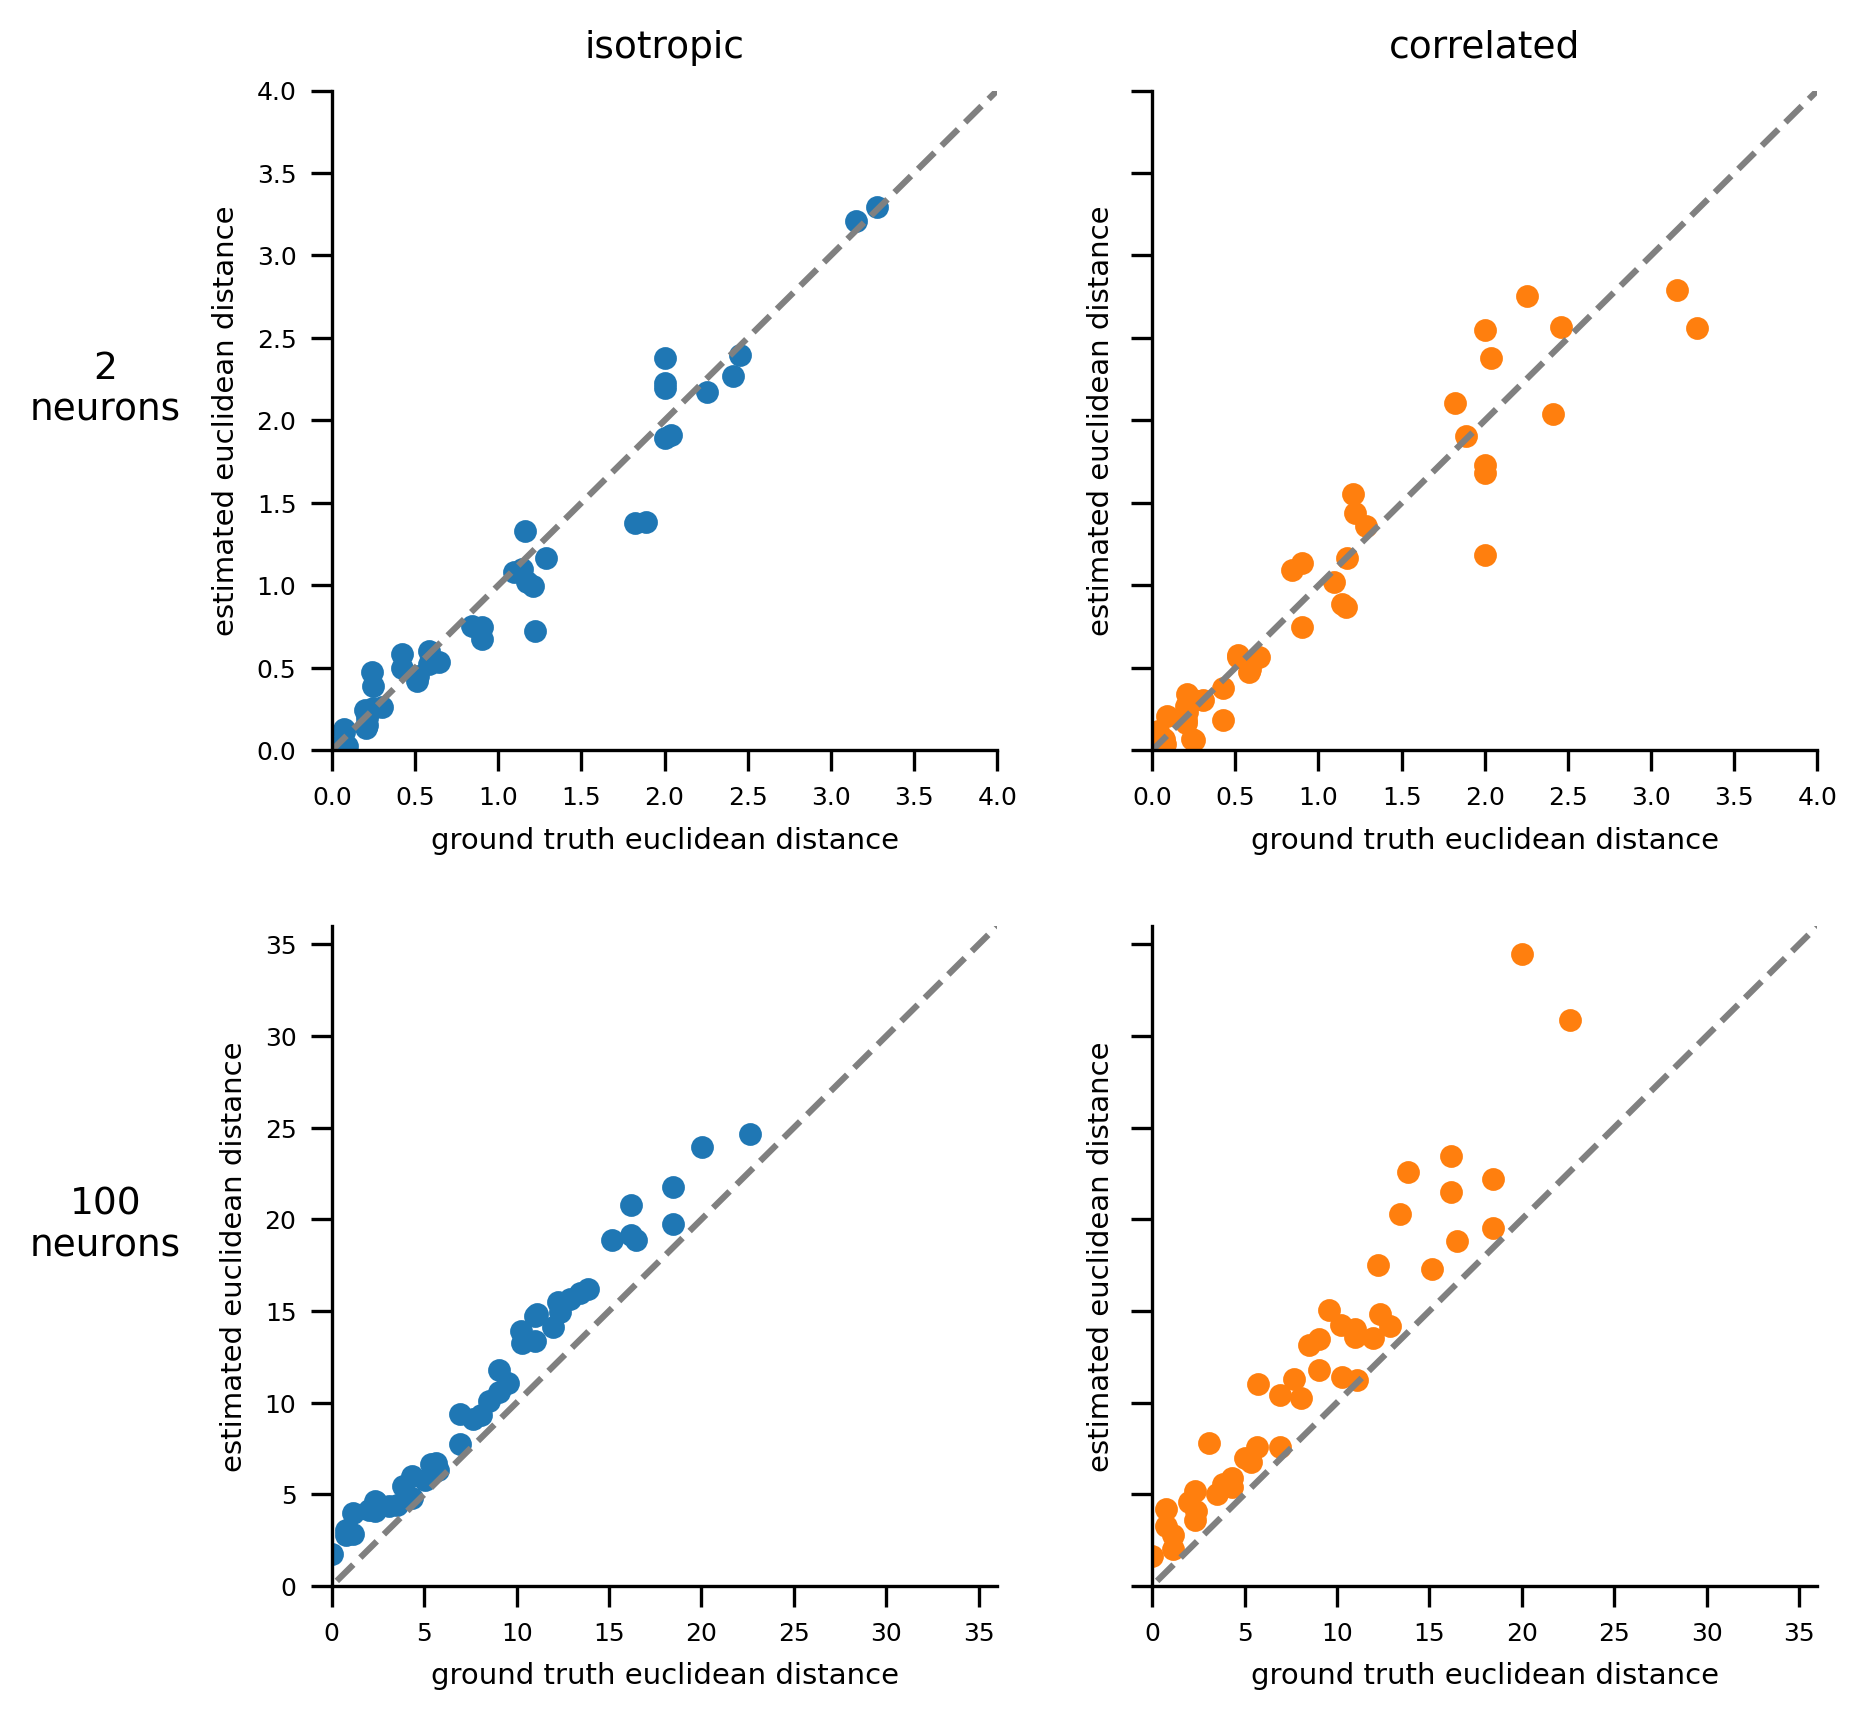 isotropic
correlated
2
neurons
estimated euclidean distance
4.0
3.5
3.0
2.5
2.0
1.5
1.0
0.5
0.0
0.0 0.5 1.0 1.5 2.0 2.5 3.0 3.5 4.0
ground truth euclidean distance
estimated euclidean distance
0.0 0.5 1.0 1.5 2.0 2.5 3.0 3.5 4.0
ground truth euclidean distance
100
neurons
estimated euclidean distance
35
30
25
20
15
10
5
0
0 5 10 15 20 25 30 35
ground truth euclidean distance
estimated euclidean distance
0 5 10 15 20 25 30 35
ground truth euclidean distance